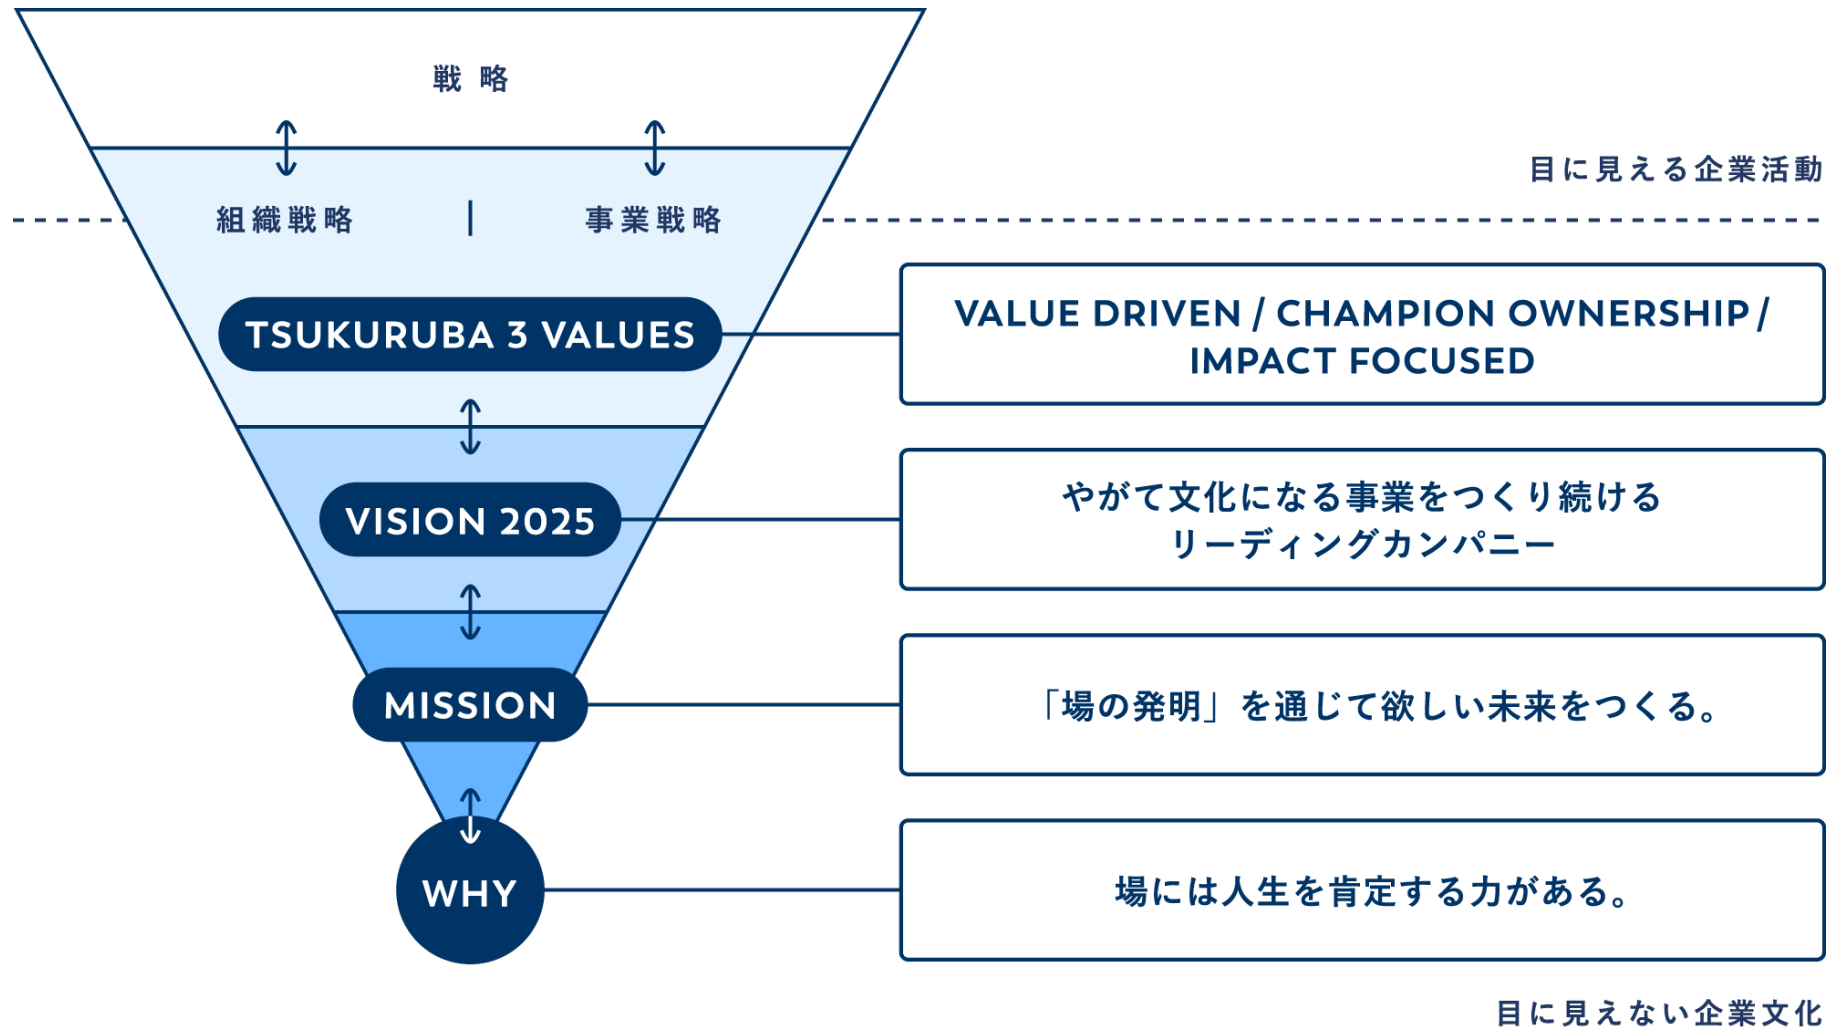 戦略
目に見える企業活動
組織戦略 | 事業戦略
TSUKURUBA 3 VALUES
VALUE DRIVEN / CHAMPION OWNERSHIP /
IMPACT FOCUSED
VISION 2025
やがて文化になる事業をつくり続ける
リーディングカンパニー
MISSION
「場の発明」を通じて欲しい未来をつくる。
WHY
場には人生を肯定する力がある。
目に見えない企業文化